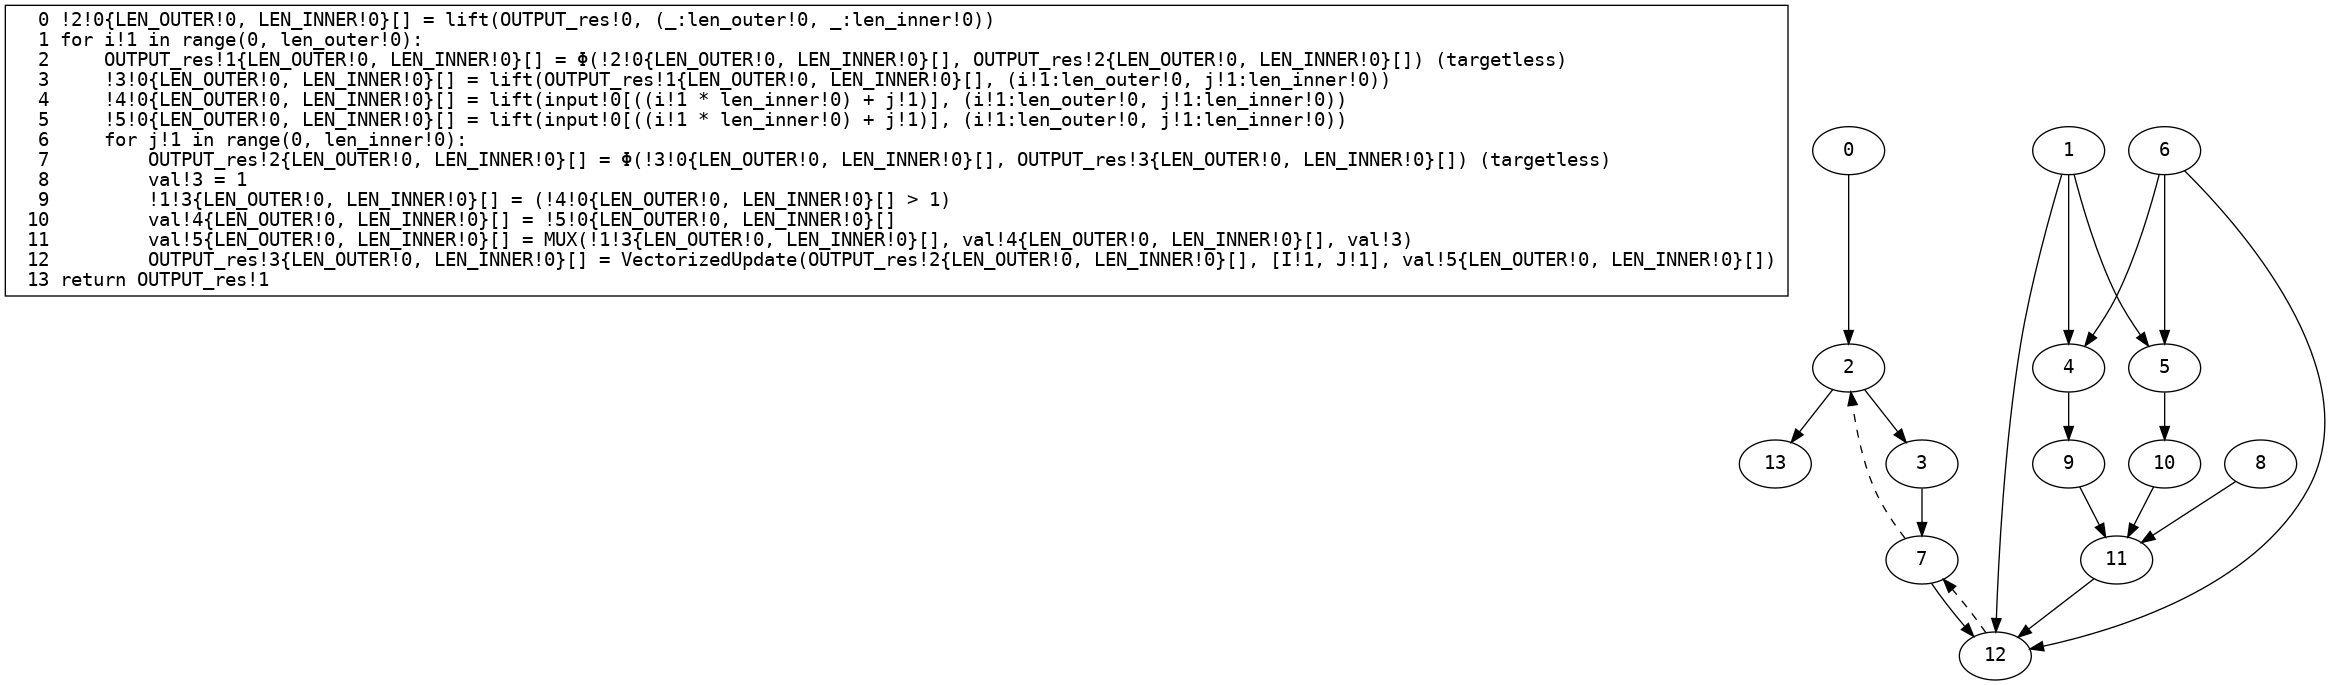 0 !2!0{LEN_OUTER!0, LEN_INNER!0}[] = lift(OUTPUT_res!0, (_:len_outer!0, _:len_inner!0))
1 for i!1 in range(0, len_outer!0):
2     OUTPUT_res!1{LEN_OUTER!0, LEN_INNER!0}[] = Φ(!2!0{LEN_OUTER!0, LEN_INNER!0}[], OUTPUT_res!2{LEN_OUTER!0, LEN_INNER!0}[]) (targetless)
3     !3!0{LEN_OUTER!0, LEN_INNER!0}[] = lift(OUTPUT_res!1{LEN_OUTER!0, LEN_INNER!0}[], (i!1:len_outer!0, j!1:len_inner!0))
4     !4!0{LEN_OUTER!0, LEN_INNER!0}[] = lift(input!0[((i!1 * len_inner!0) + j!1)], (i!1:len_outer!0, j!1:len_inner!0))
5     !5!0{LEN_OUTER!0, LEN_INNER!0}[] = lift(input!0[((i!1 * len_inner!0) + j!1)], (i!1:len_outer!0, j!1:len_inner!0))
6     for j!1 in range(0, len_inner!0):
7         OUTPUT_res!2{LEN_OUTER!0, LEN_INNER!0}[] = Φ(!3!0{LEN_OUTER!0, LEN_INNER!0}[], OUTPUT_res!3{LEN_OUTER!0, LEN_INNER!0}[]) (targetless)
8         val!3 = 1
9         !1!3{LEN_OUTER!0, LEN_INNER!0}[] = (!4!0{LEN_OUTER!0, LEN_INNER!0}[] > 1)
10         val!4{LEN_OUTER!0, LEN_INNER!0}[] = !5!0{LEN_OUTER!0, LEN_INNER!0}[]
11         val!5{LEN_OUTER!0, LEN_INNER!0}[] = MUX(!1!3{LEN_OUTER!0, LEN_INNER!0}[], val!4{LEN_OUTER!0, LEN_INNER!0}[], val!3)
12         OUTPUT_res!3{LEN_OUTER!0, LEN_INNER!0}[] = VectorizedUpdate(OUTPUT_res!2{LEN_OUTER!0, LEN_INNER!0}[], [I!1, J!1], val!5{LEN_OUTER!0, LEN_INNER!0}[])
13 return OUTPUT_res!1
0 1 6
2 4 5
13 3 9 10 8
7 11
12